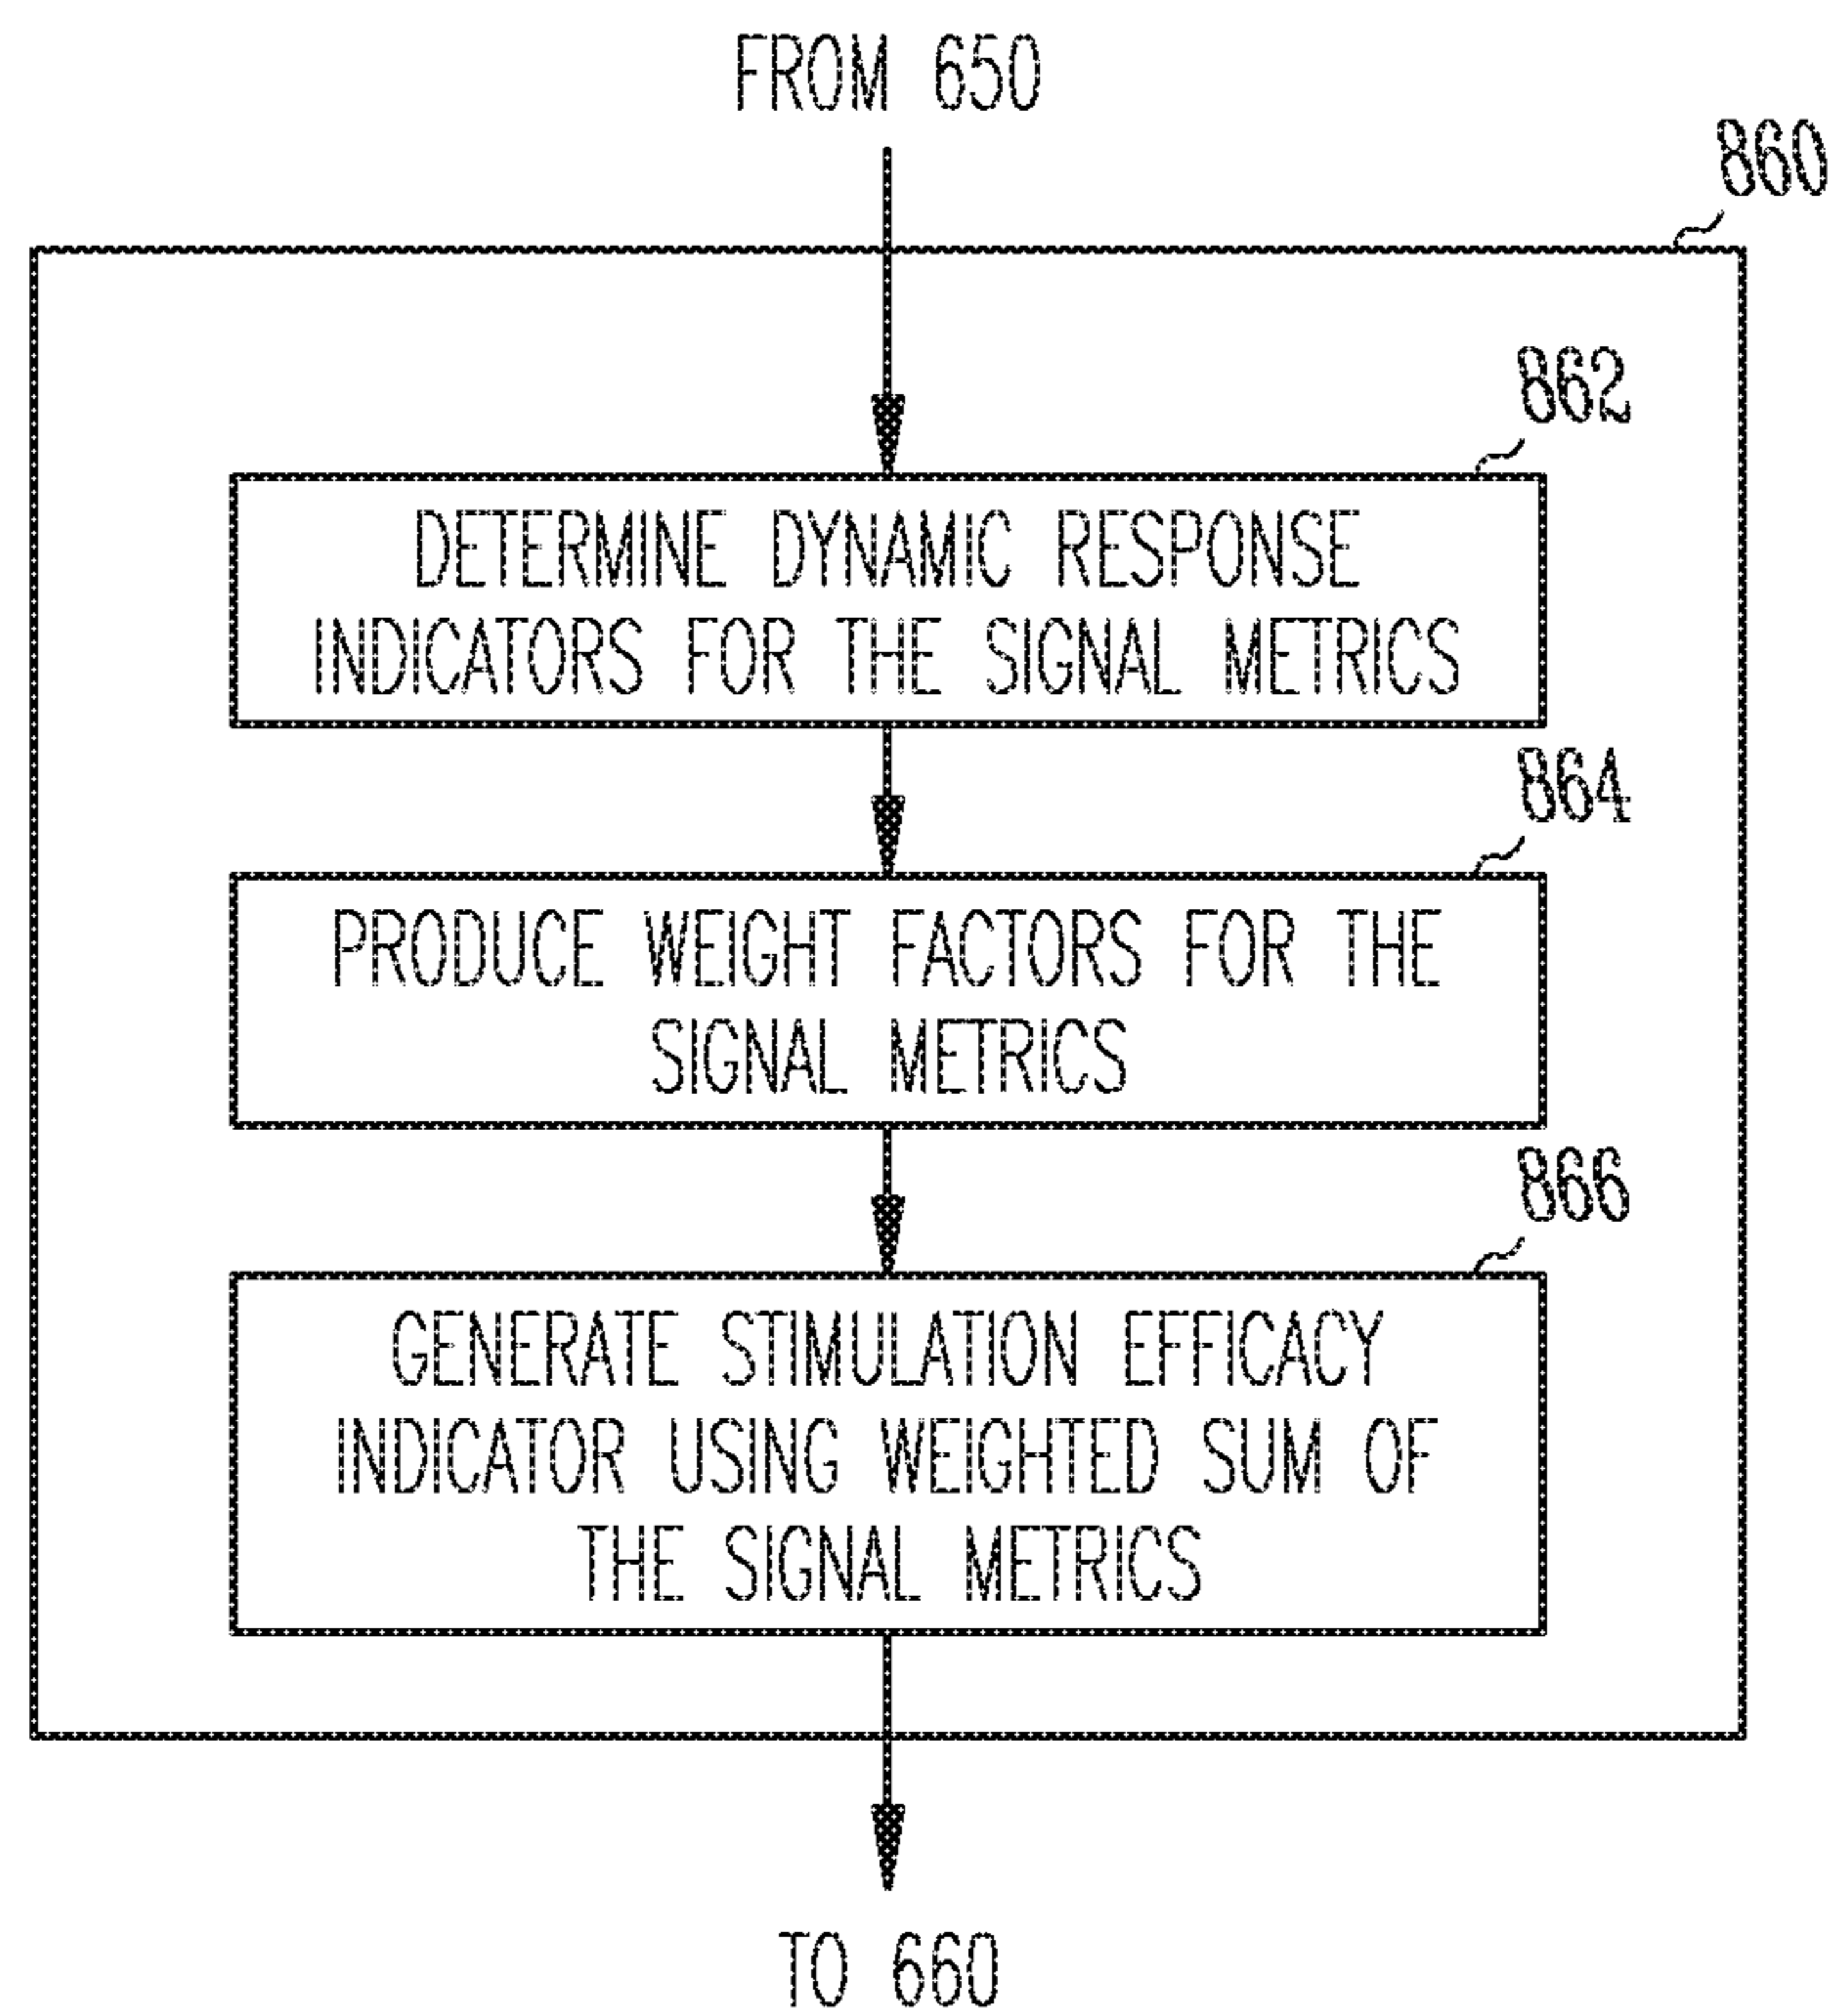 FROM 650
860
862
DETERMINE DYNAMIC RESPONSE
INDICATORS FOR THE SIGNAL METRICS
864
PRODUCE WEIGHT FACTORS FOR THE
SIGNAL METRICS
866
GENERATE STIMULATION EFFICACY
INDICATOR USING WEIGHTED SUM OF
THE SIGNAL METRICS
TO 660